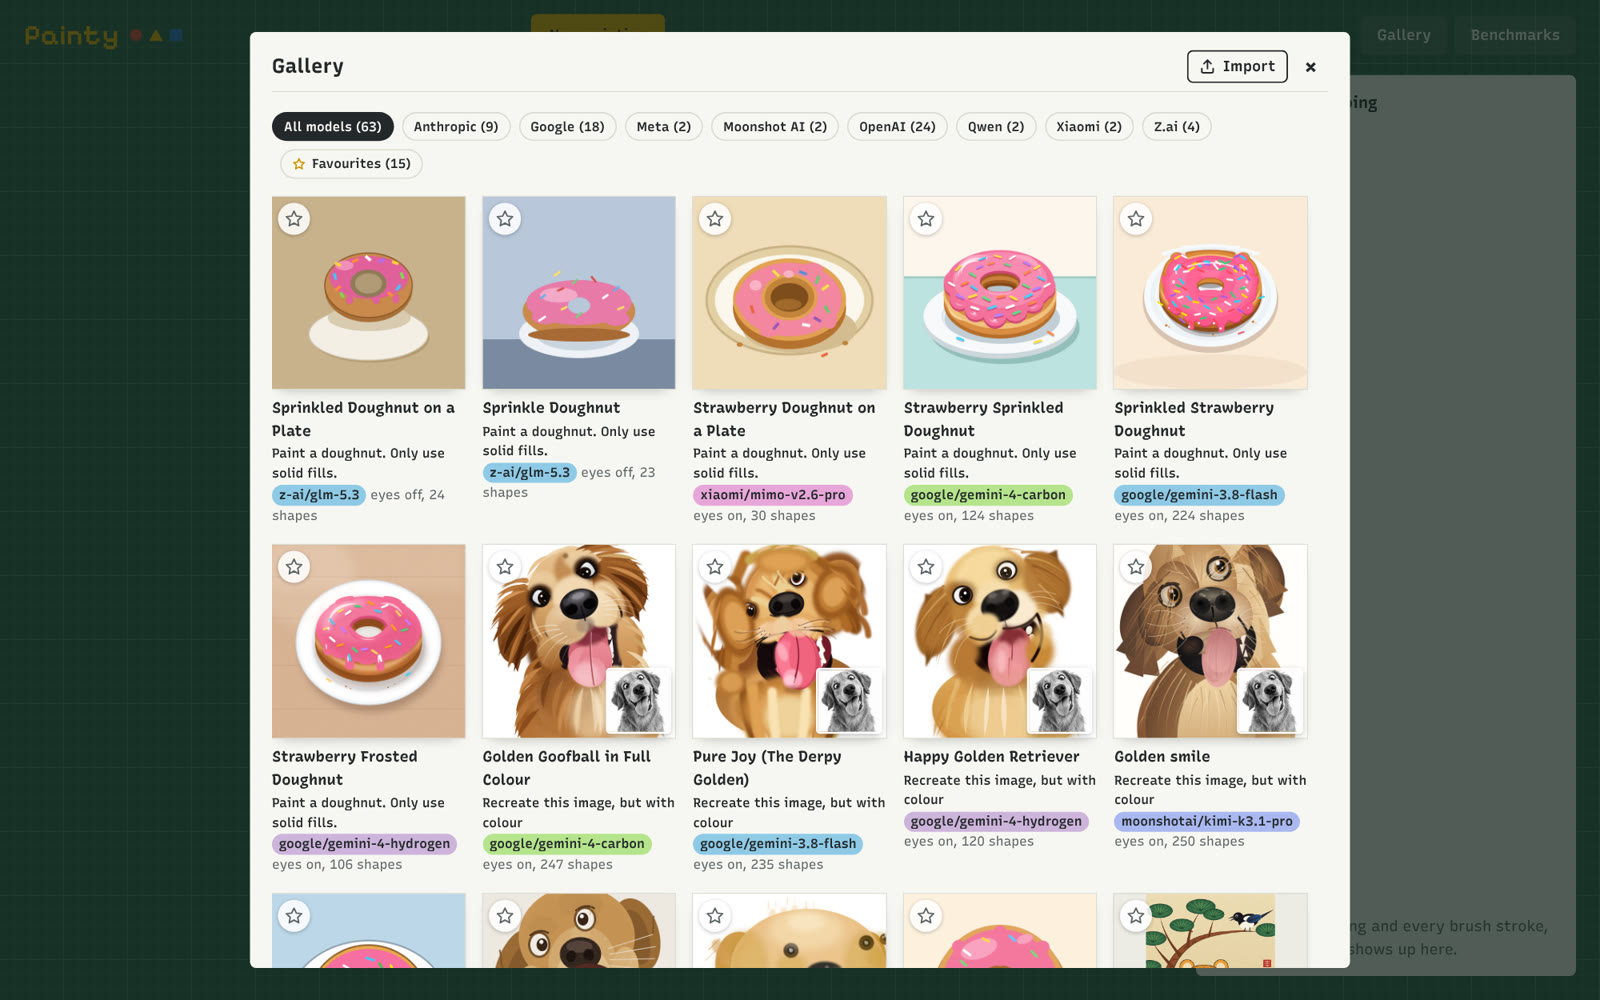 Painty
Gallery
Benchmarks
Gallery
Import
All models (63)
Anthropic (9)
Google (18)
Meta (2)
Moonshot AI (2)
OpenAI (24)
Qwen (2)
Xiaomi (2)
Z.ai (4)
Favourites (15)
Sprinkled Doughnut on a
Plate
Paint a doughnut. Only use
solid fills.
z-ai/glm-5.3 eyes off, 24
shapes
Sprinkle Doughnut
Paint a doughnut. Only use
solid fills.
z-ai/glm-5.3 eyes off, 23
shapes
Strawberry Doughnut on
a Plate
Paint a doughnut. Only use
solid fills.
xiaomi/mimo-v2.6-pro
eyes on, 30 shapes
Strawberry Sprinkled
Doughnut
Paint a doughnut. Only use
solid fills.
google/gemini-4-carbon
eyes on, 124 shapes
Sprinkled Strawberry
Doughnut
Paint a doughnut. Only use
solid fills.
google/gemini-3.8-flash
eyes on, 224 shapes
Strawberry Frosted
Doughnut
Paint a doughnut. Only use
solid fills.
google/gemini-4-hydrogen
eyes on, 106 shapes
Golden Goofball in Full
Colour
Recreate this image, but with
colour
google/gemini-4-carbon
eyes on, 247 shapes
Pure Joy (The Derpy
Golden)
Recreate this image, but with
colour
google/gemini-3.8-flash
eyes on, 235 shapes
Happy Golden Retriever
Recreate this image, but with
colour
google/gemini-4-hydrogen
eyes on, 120 shapes
Golden smile
Recreate this image, but with
colour
moonshotai/kimi-k3.1-pro
eyes on, 250 shapes
and every brush stroke,
shows up here.